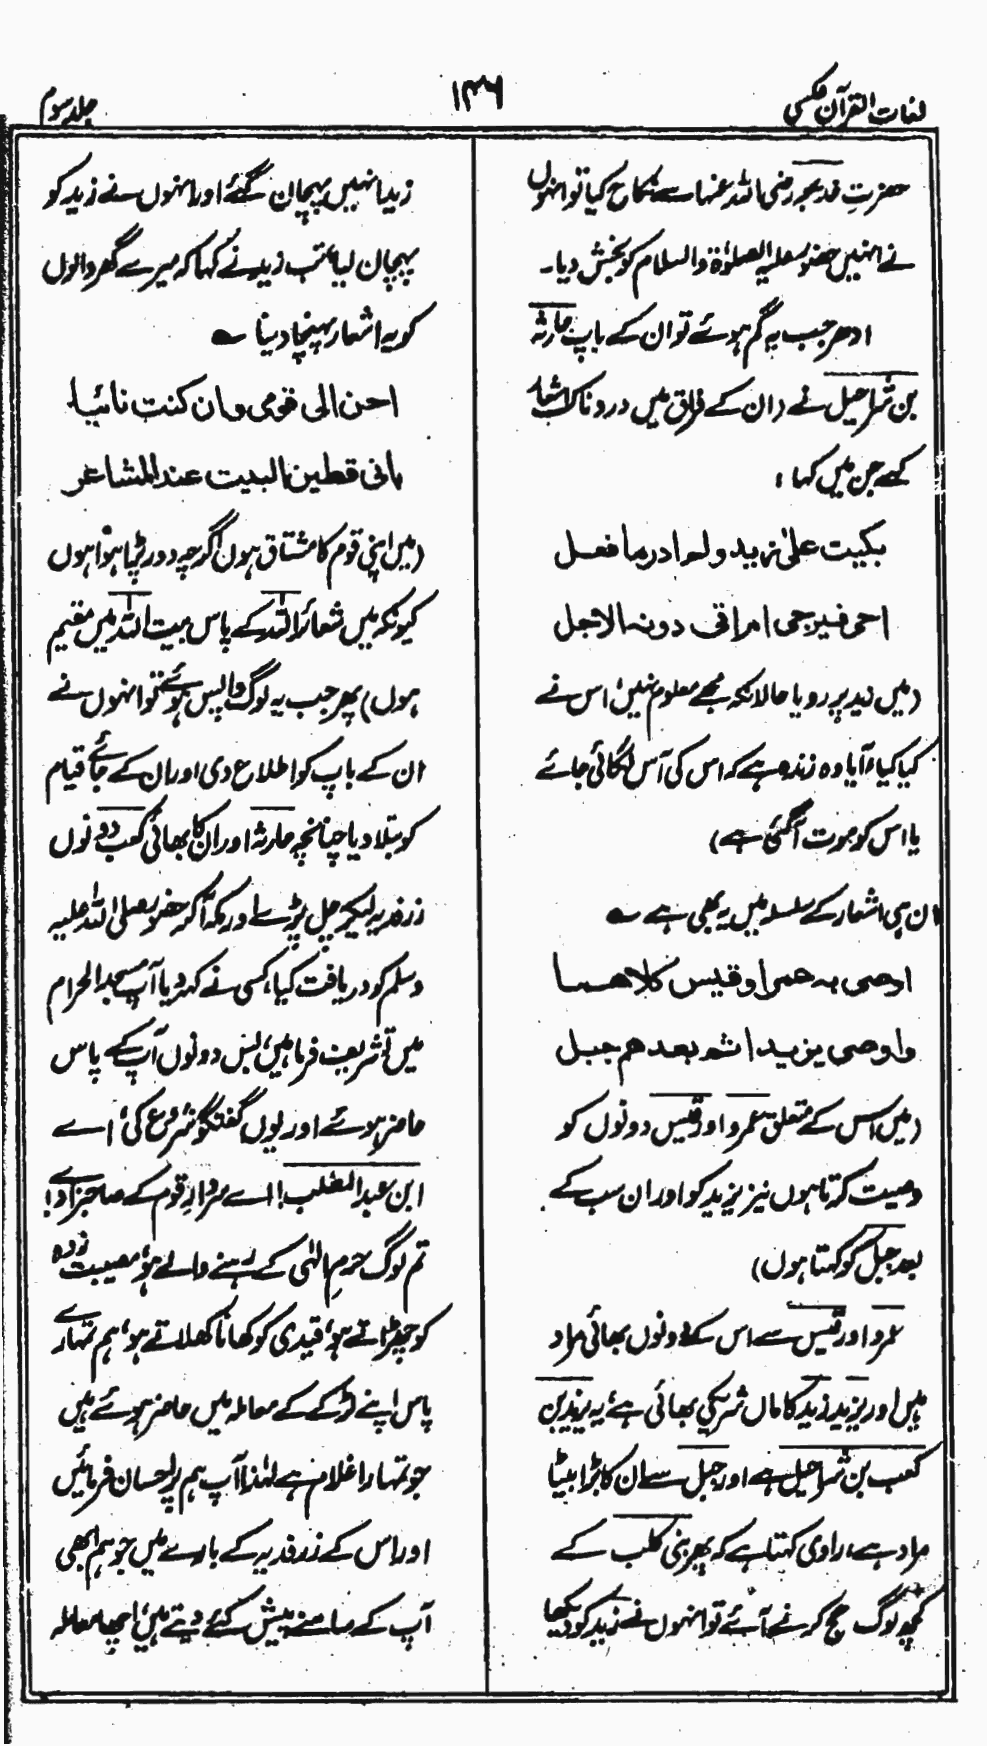 لغات القرآن عکسی
۱۴۶
جلد سوم
حضرتِ خدیجہ رضی اللہ عنہا سے نکاح کیا تو انہوں
نے انہیں حضور علیہ الصلوٰۃ والسلام کو بخش دیا۔
ادھر جب یہ گم ہوئے تو ان کے باپ حارثہ
بن شراحیل نے ان کے فراق میں دردناک اشعار
کہے جن میں کہا :
بکیت علیٰ زید ولم ادر ما فعل
احی فیرجی ام اتی دونه الاجل
(میں زید پر رویا حالانکہ مجھے معلوم نہیں، اس نے
کیا کیا، آیا وہ زندہ ہے کہ اس کی آس لگائی جائے
یا اس کو موت آگئی ہے)
ان ہی اشعار کے سلسلہ میں یہ بھی ہے ؎
اوصی به عمرا وقیس کلاهما
واوصی یزیدا ثم بعدهم جبل
(میں اس کے متعلق عمرو اور قیس دونوں کو
وصیت کرتا ہوں نیز یزید کو اور ان سب کے
بعد جبل کو کہتا ہوں)
عمرو اور قیس سے اس کے دونوں بھائی مراد
ہیں اور یزید زید کا ماں شریکی بھائی ہے، یہ یزید بن
کعب بن شراحیل ہے اور جبل سے ان کا بڑا بیٹا
مراد ہے، راوی کہتا ہے کہ پھر بنی کلب کے
کچھ لوگ حج کرنے آئے تو انہوں نے زید کو دیکھا
زید انہیں پہچان گئے اور انہوں نے زید کو
پہچان لیا تب زید نے کہا کہ میرے گھر والوں
کو یہ اشعار پہنچا دینا ؎
احن الی قومی وان کنت نائیا
بانی قطین البیت عند المشاعر
(میں اپنی قوم کا مشتاق ہوں اگرچہ دور پڑا ہوا ہوں
کیونکہ میں شعائر اللہ کے پاس بیت اللہ میں مقیم
ہوں) پھر جب یہ لوگ واپس ہوئے تو انہوں نے
ان کے باپ کو اطلاع دی اور ان کے جائے قیام
کو بتلا دیا چنانچہ حارثہ اور ان کا بھائی کعب دونوں
زرفدیہ لیکر چل پڑے اور مکہ آکر حضور صلی اللہ علیہ
وسلم کو دریافت کیا، کسی نے کہہ دیا آپ مسجد الحرام
میں تشریف فرما ہیں، بس دونوں آپ کے پاس
حاضر ہوئے اور یوں گفتگو شروع کی، اے
ابن عبد المطلب! اے سردارِ قوم کے صاحبزادے!
تم لوگ حرمِ الٰہی کے رہنے والے ہو، مصیبت زدہ
کو چھڑاتے ہو، قیدی کو کھانا کھلاتے ہو، ہم تمہارے
پاس اپنے لڑکے کے معاملہ میں حاضر ہوئے ہیں
جو تمہارا غلام ہے لہٰذا آپ ہم پر احسان فرمائیں
اور اس کے زرفدیہ کے بارے میں جو ہم ابھی
آپ کے سامنے پیش کئے دیتے ہیں، اچھا معاملہ